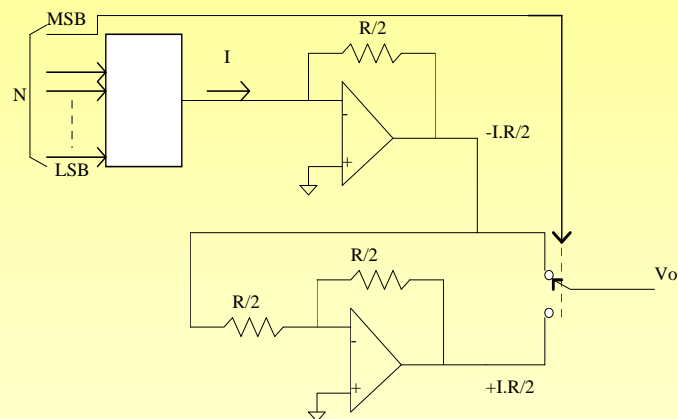 MSB
R/2
I
N
-
-I.R/2
+
LSB
R/2
R/2
Vo
-
+
+I.R/2